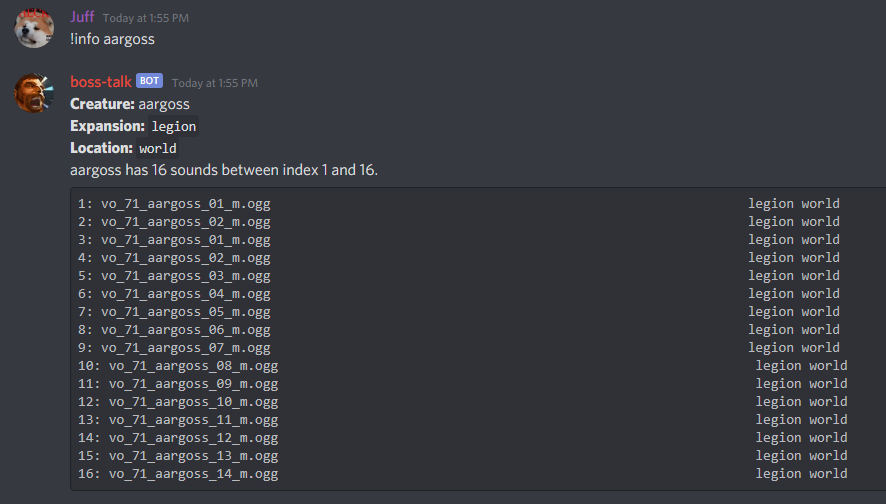 Juff Today at 1:55 PM
!info aargoss
boss-talk BOT Today at 1:55 PM
Creature: aargoss
Expansion: legion
Location: world
aargoss has 16 sounds between index 1 and 16.
1: vo_71_aargoss_01_m.ogg legion world
2: vo_71_aargoss_02_m.ogg legion world
3: vo_71_aargoss_01_m.ogg legion world
4: vo_71_aargoss_02_m.ogg legion world
5: vo_71_aargoss_03_m.ogg legion world
6: vo_71_aargoss_04_m.ogg legion world
7: vo_71_aargoss_05_m.ogg legion world
8: vo_71_aargoss_06_m.ogg legion world
9: vo_71_aargoss_07_m.ogg legion world
10: vo_71_aargoss_08_m.ogg legion world
11: vo_71_aargoss_09_m.ogg legion world
12: vo_71_aargoss_10_m.ogg legion world
13: vo_71_aargoss_11_m.ogg legion world
14: vo_71_aargoss_12_m.ogg legion world
15: vo_71_aargoss_13_m.ogg legion world
16: vo_71_aargoss_14_m.ogg legion world